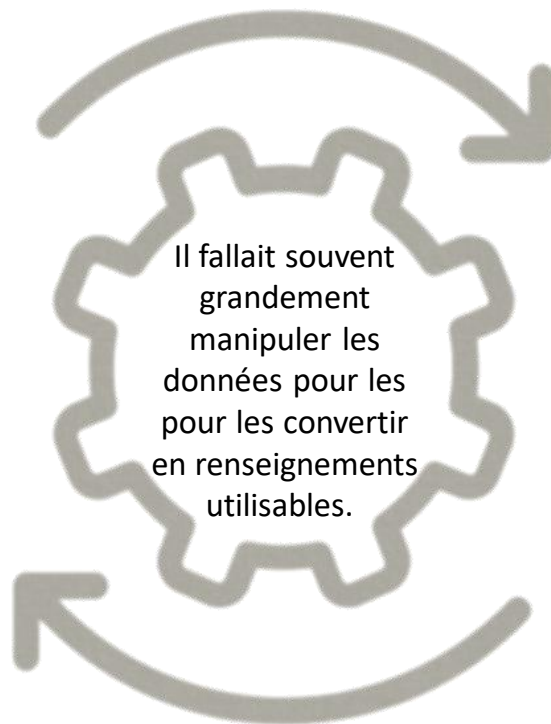 Il fallait souvent
grandement
manipuler les
données pour les
pour les convertir
en renseignements
utilisables.